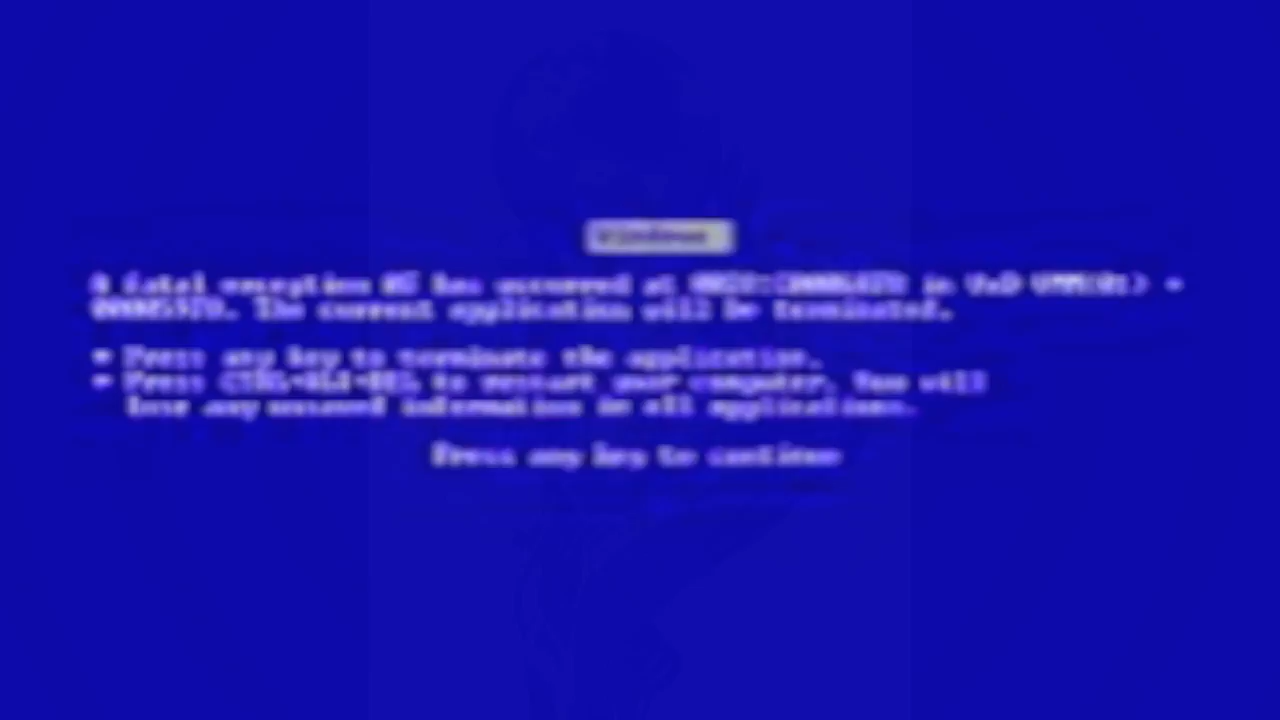 Windows
A fatal exception has occurred at in VxD +
The current application will be terminated.
* Press any key to terminate the application.
* Press CTRL+ALT+DEL to restart your computer. You will
lose any unsaved information in all applications.
Press any key to continue